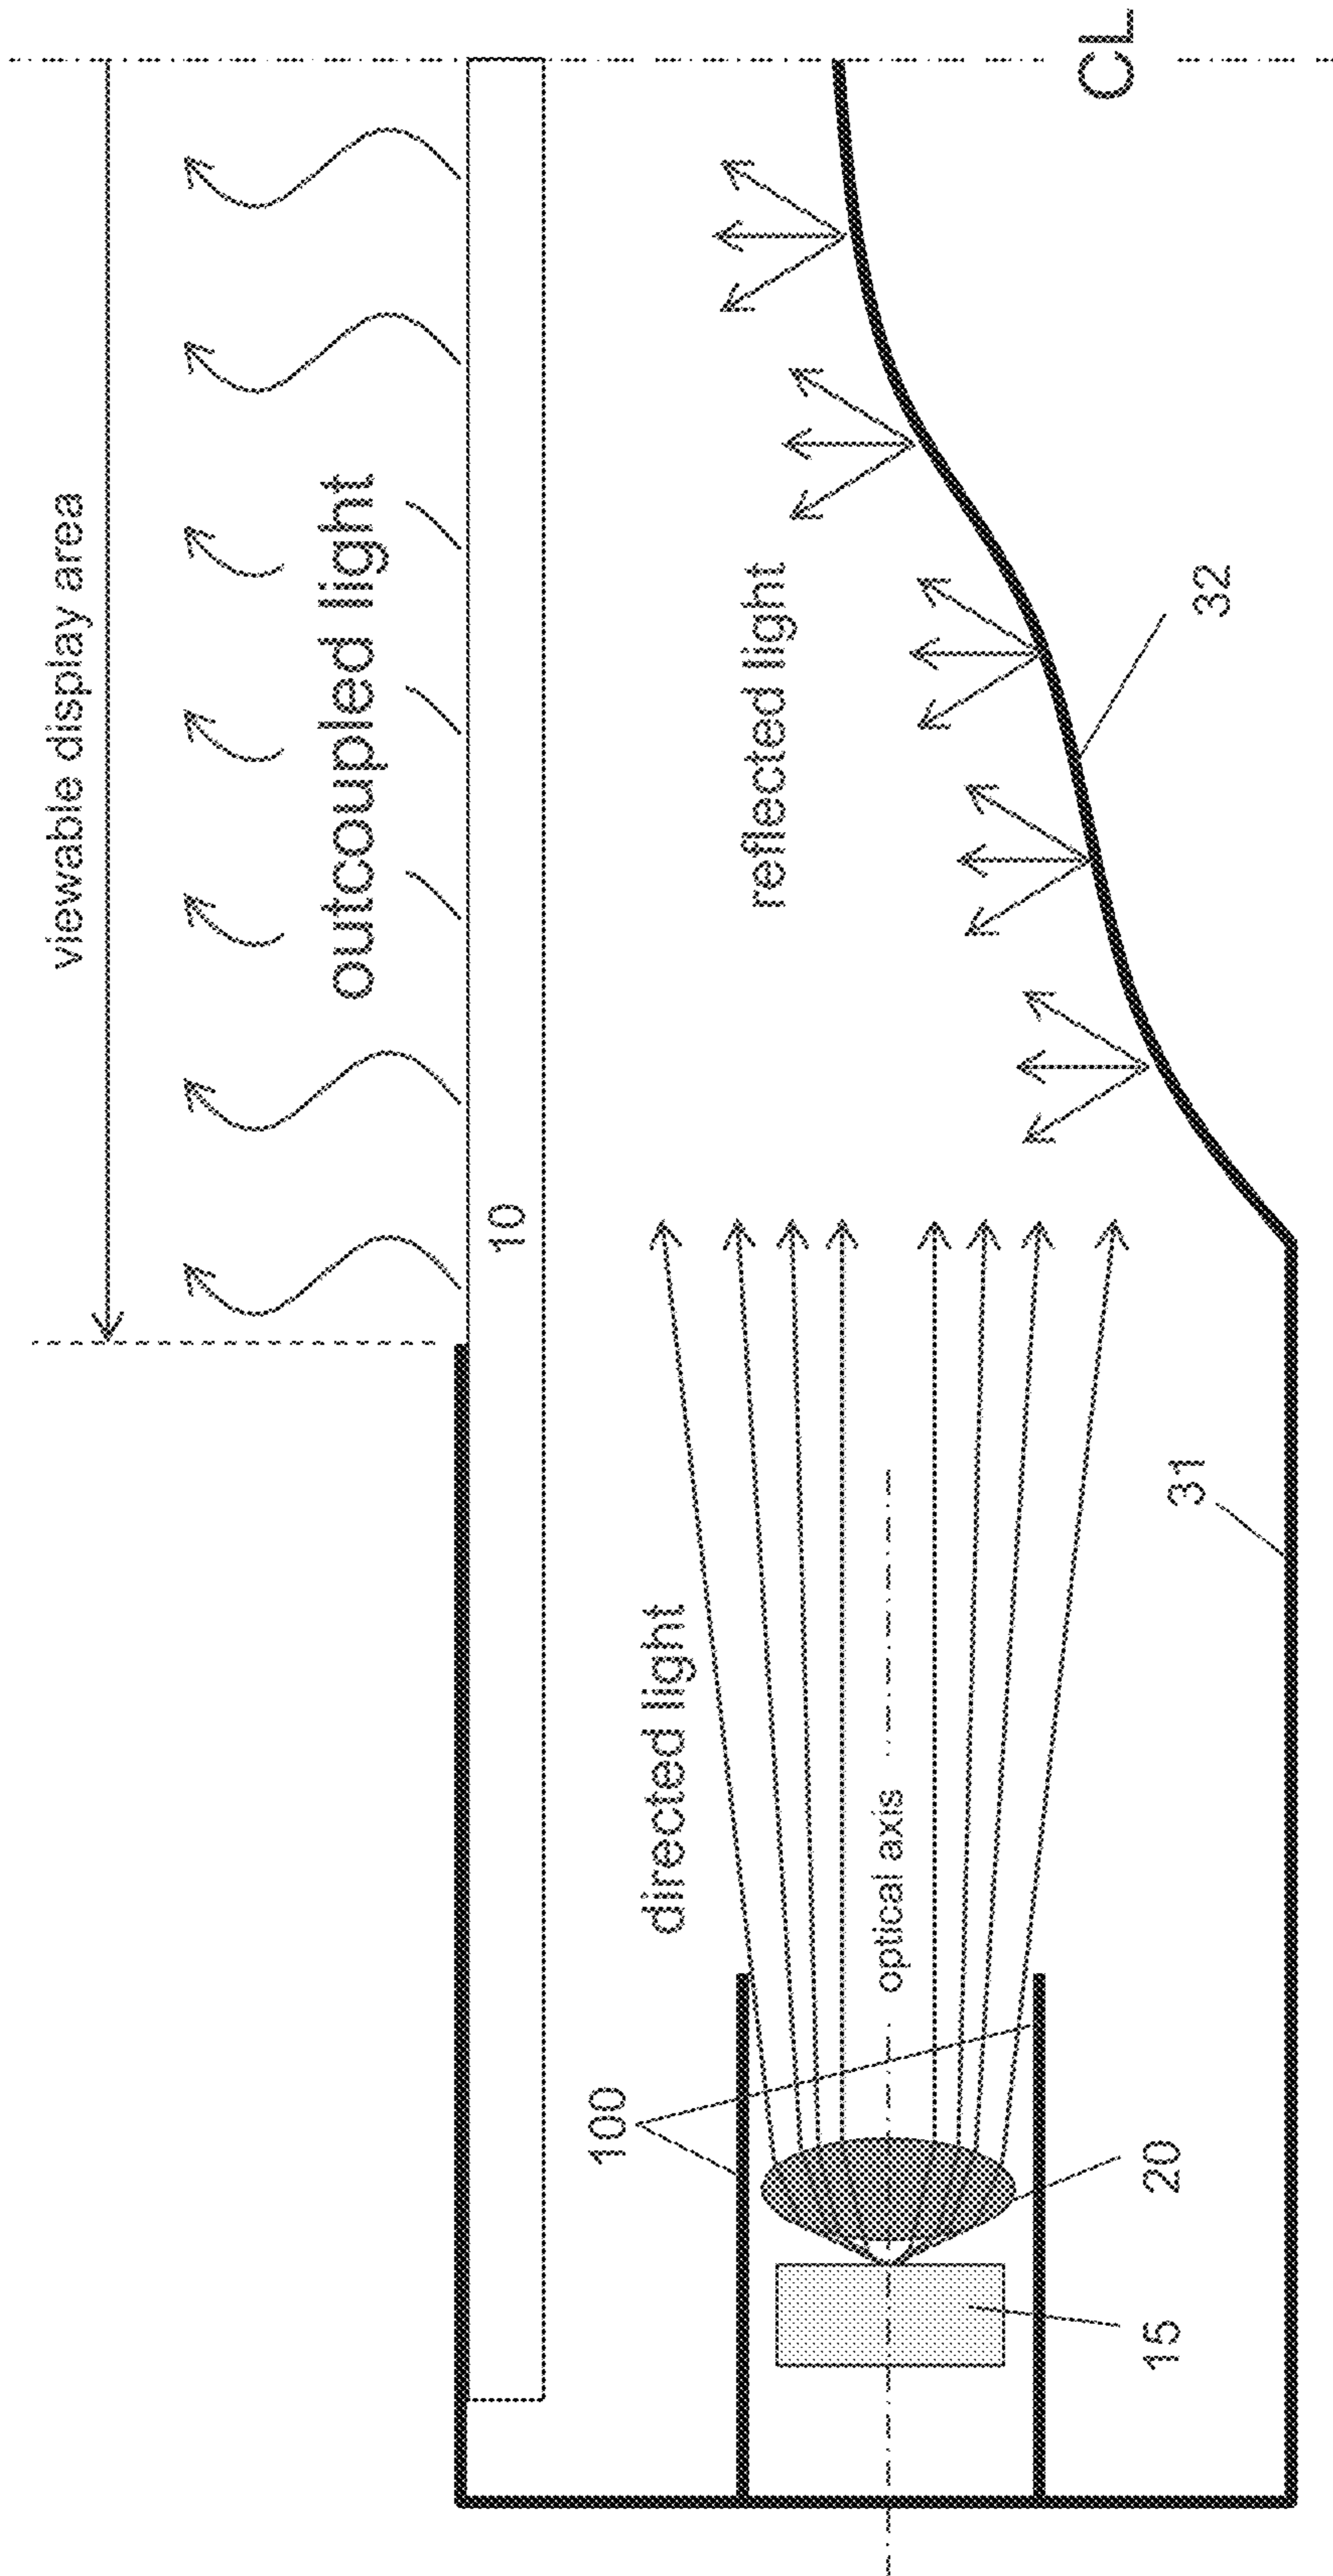 viewable display area
outcoupled light
10
reflected light
directed light
optical axis
100
CL
32
31
20
15